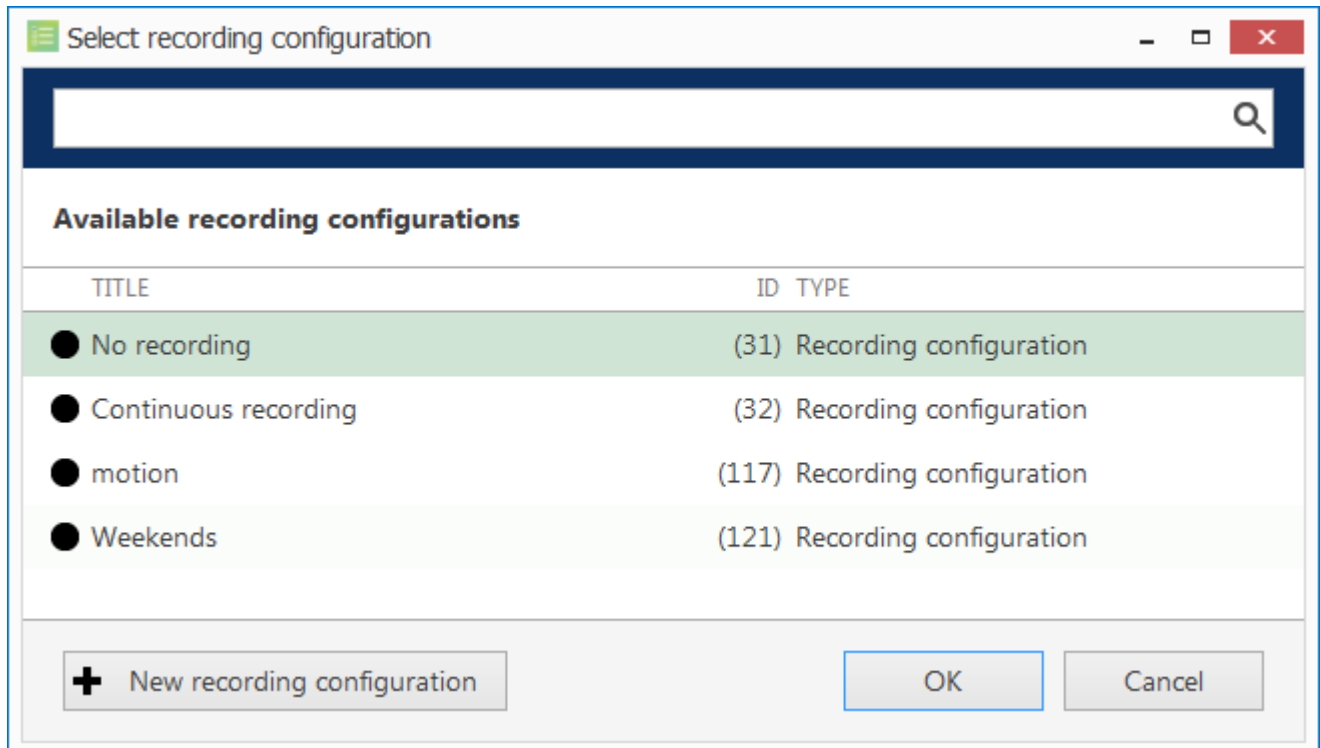 Select recording configuration
Available recording configurations
TITLE ID TYPE
No recording (31) Recording configuration
Continuous recording (32) Recording configuration
motion (117) Recording configuration
Weekends (121) Recording configuration
New recording configuration OK Cancel